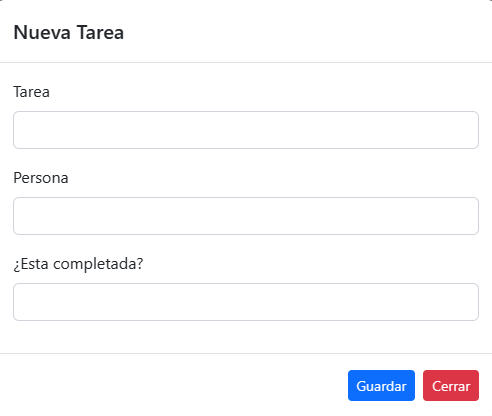 Nueva Tarea
Tarea
Persona
¿Esta completada?
Guardar Cerrar